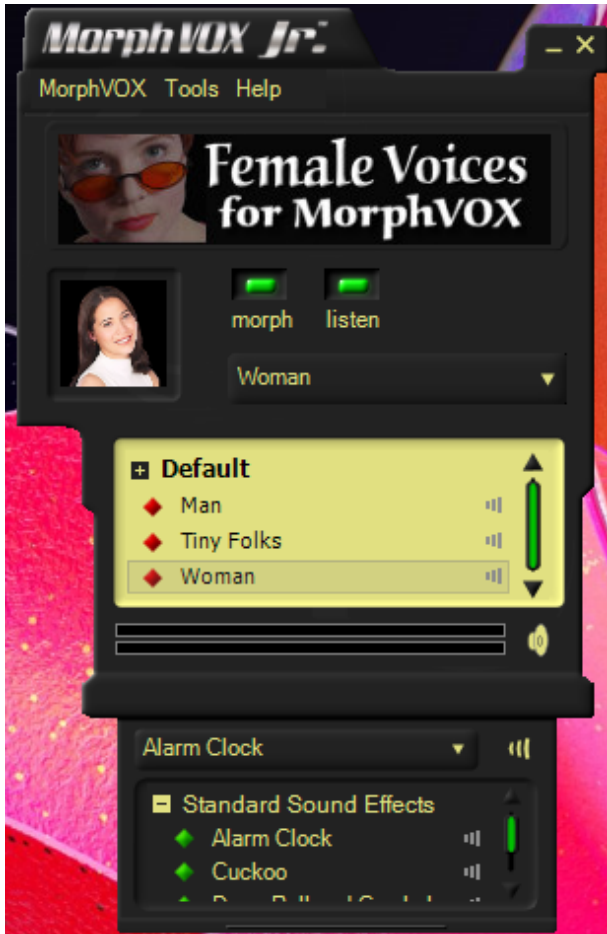 MorphVOX Jr.™
MorphVOX Tools Help
Female Voices
for MorphVOX
morph listen
Woman
Default
Man
Tiny Folks
Woman
Alarm Clock
Standard Sound Effects
Alarm Clock
Cuckoo